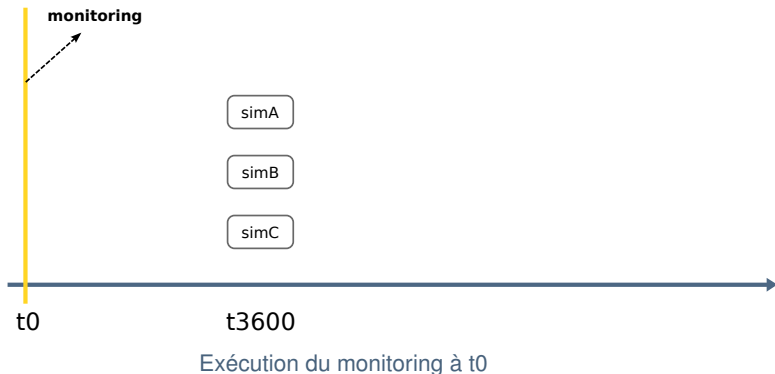 monitoring
simA
simB
simC
t0
t3600
Exécution du monitoring à t0